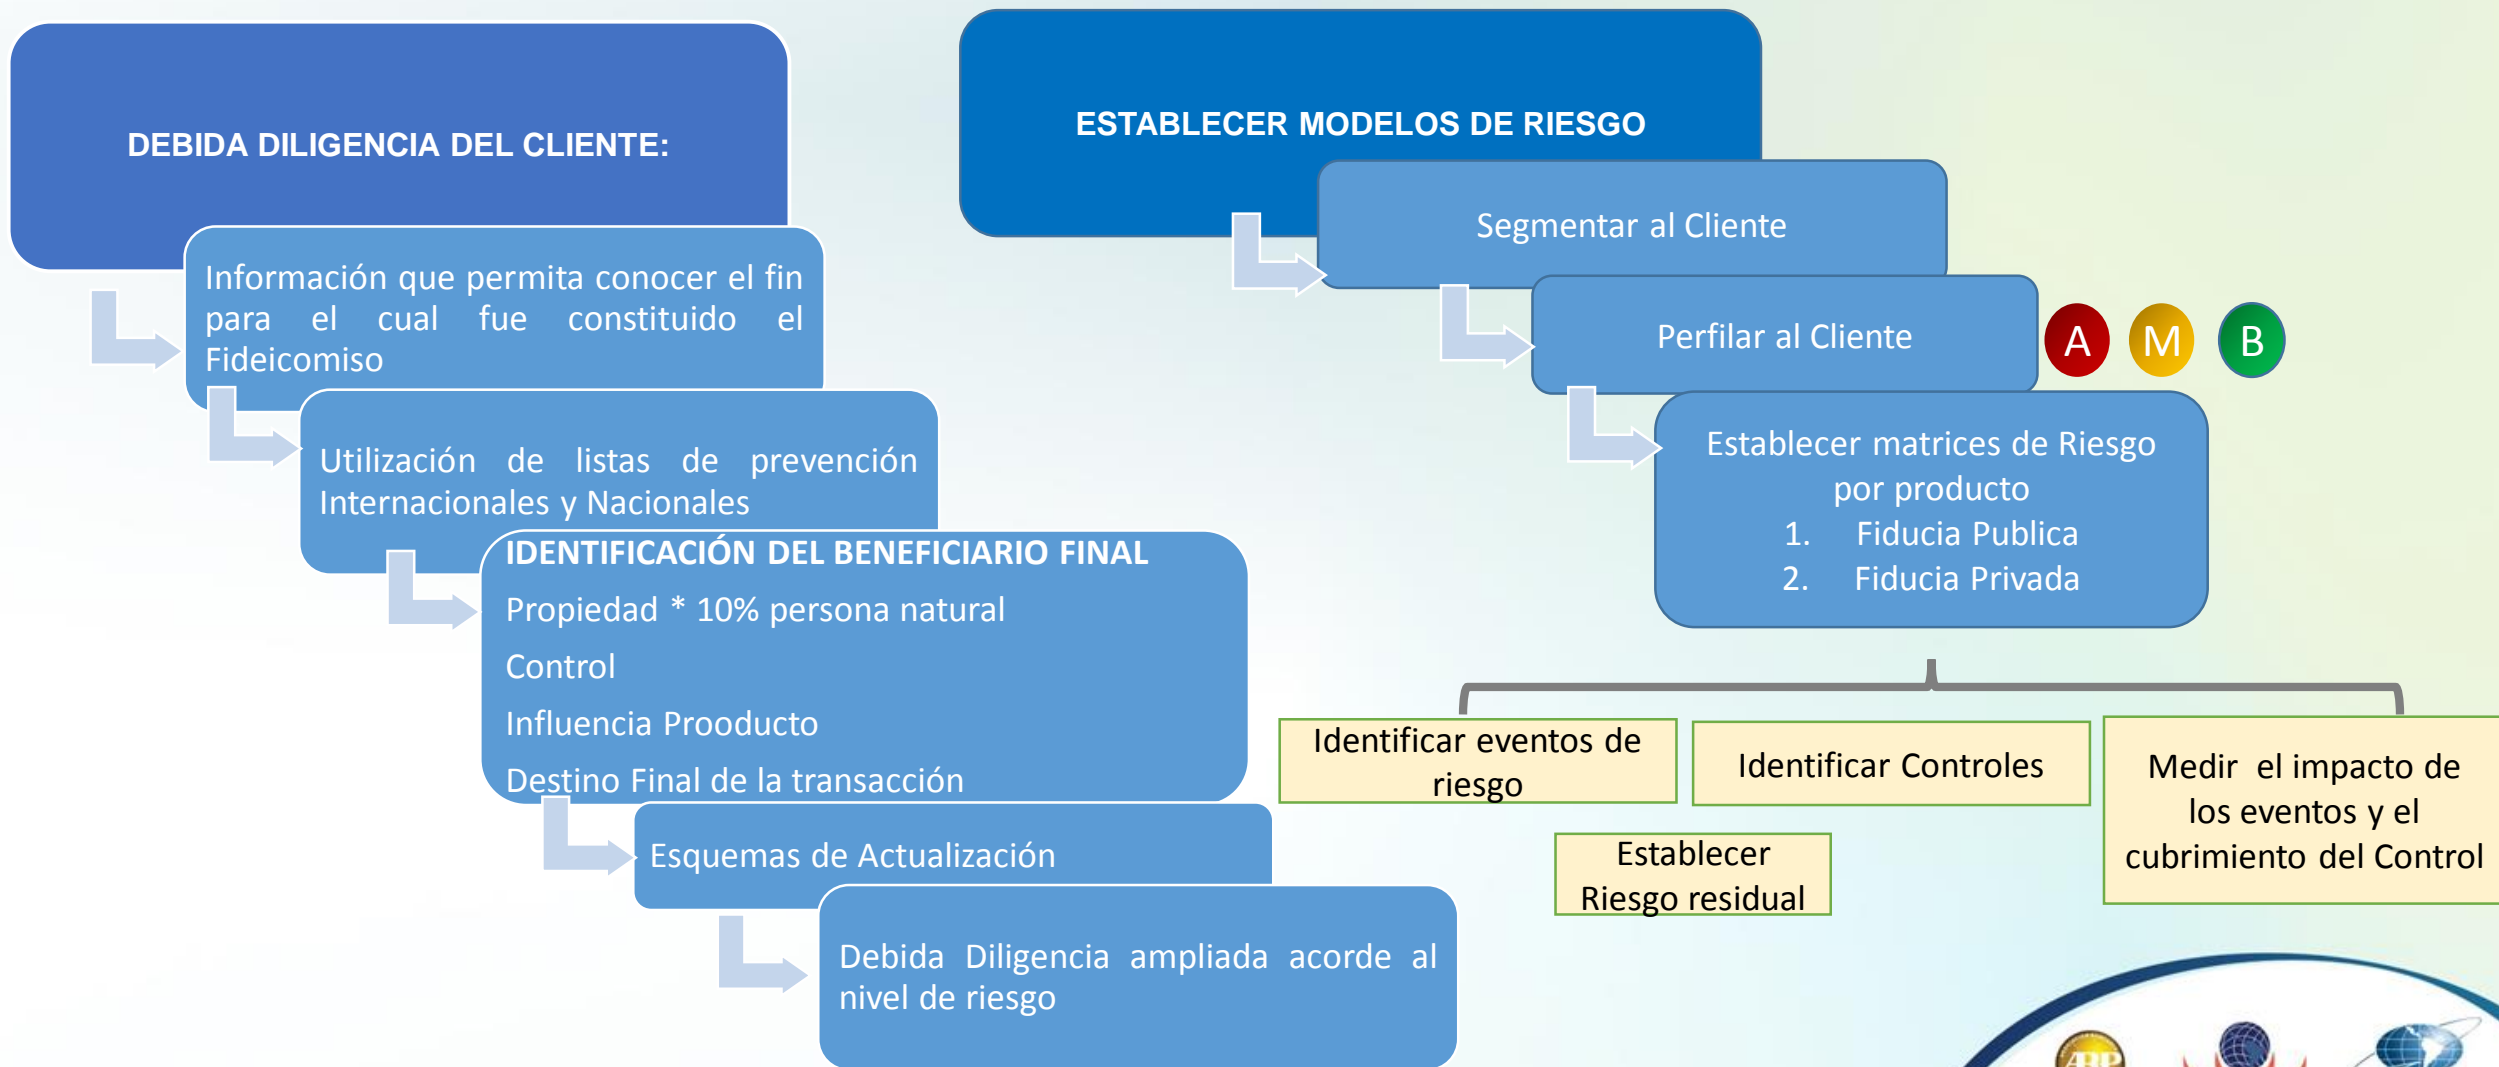 DEBIDA DILIGENCIA DEL CLIENTE:
Información que permita conocer el fin
para el cual fue constituido el
Fideicomiso
Utilización de listas de prevención
Internacionales y Nacionales
IDENTIFICACIÓN DEL BENEFICIARIO FINAL
Propiedad * 10% persona natural
Control
Influencia Prooducto
Destino Final de la transacción
Esquemas de Actualización
Debida Diligencia ampliada acorde al
nivel de riesgo
ESTABLECER MODELOS DE RIESGO
Segmentar al Cliente
Perfilar al Cliente
A M B
Establecer matrices de Riesgo
por producto
1. Fiducia Publica
2. Fiducia Privada
Identificar eventos de
riesgo
Identificar Controles
Medir el impacto de
los eventos y el
cubrimiento del Control
Establecer
Riesgo residual